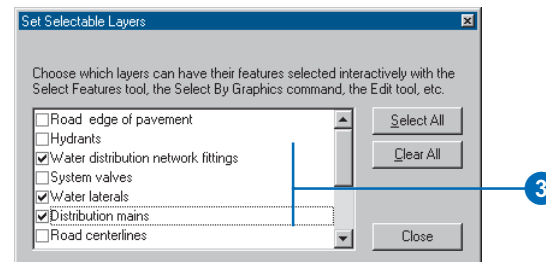 Set Selectable Layers
Choose which layers can have their features selected interactively with the
Select Features tool, the Select By Graphics command, the Edit tool, etc.
Road edge of pavement
Hydrants
Water distribution network fittings
System valves
Water laterals
Distribution mains
Road centerlines
Select All
Clear All
Close
3